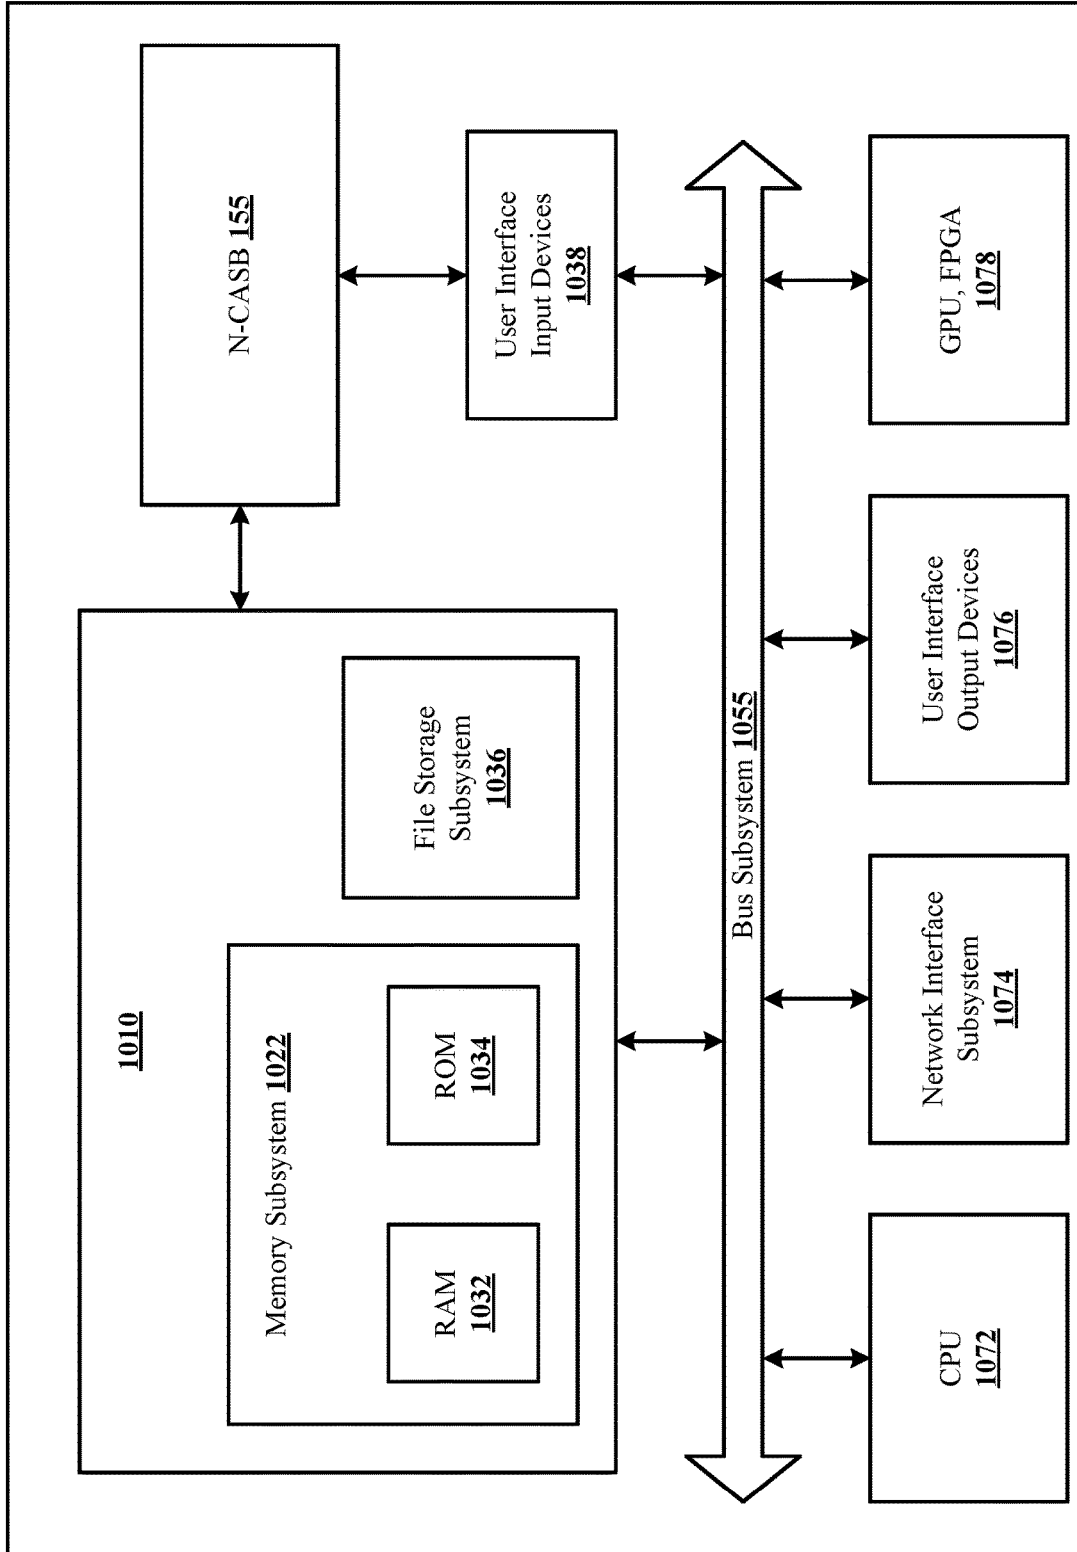 1010
Memory Subsystem 1022
RAM
1032
ROM
1034
File Storage
Subsystem
1036
N-CASB 155
User Interface
Input Devices
1038
Bus Subsystem 1055
CPU
1072
Network Interface
Subsystem
1074
User Interface
Output Devices
1076
GPU, FPGA
1078